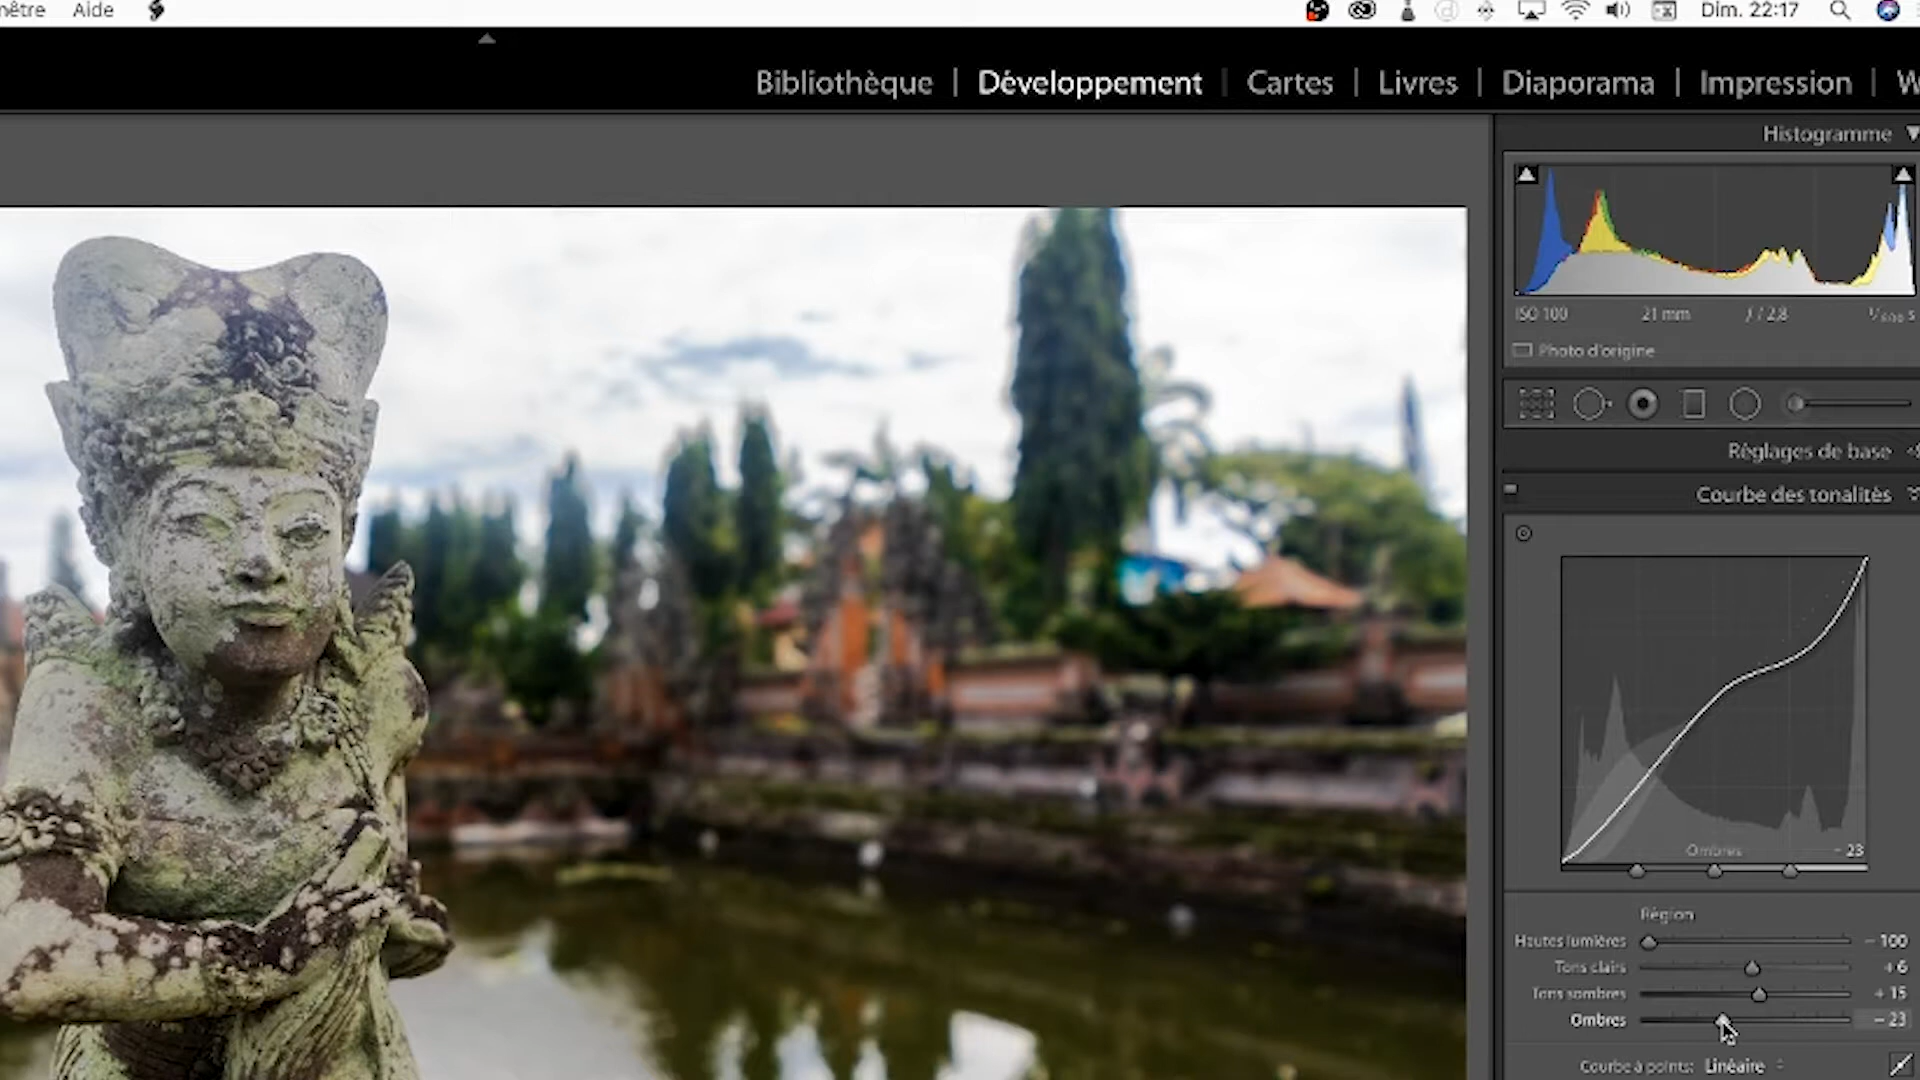 nêtre Aide Dim. 22:17
Bibliothèque | Développement | Cartes | Livres | Diaporama | Impression | W
Histogramme
ISO 100 21 mm ƒ / 2,8
Photo d'origine
Réglages de base
Courbe des tonalités
Ombres - 23
Région
Hautes lumières - 100
Tons clairs + 6
Tons sombres + 15
Ombres - 23
Courbe à points: Linéaire